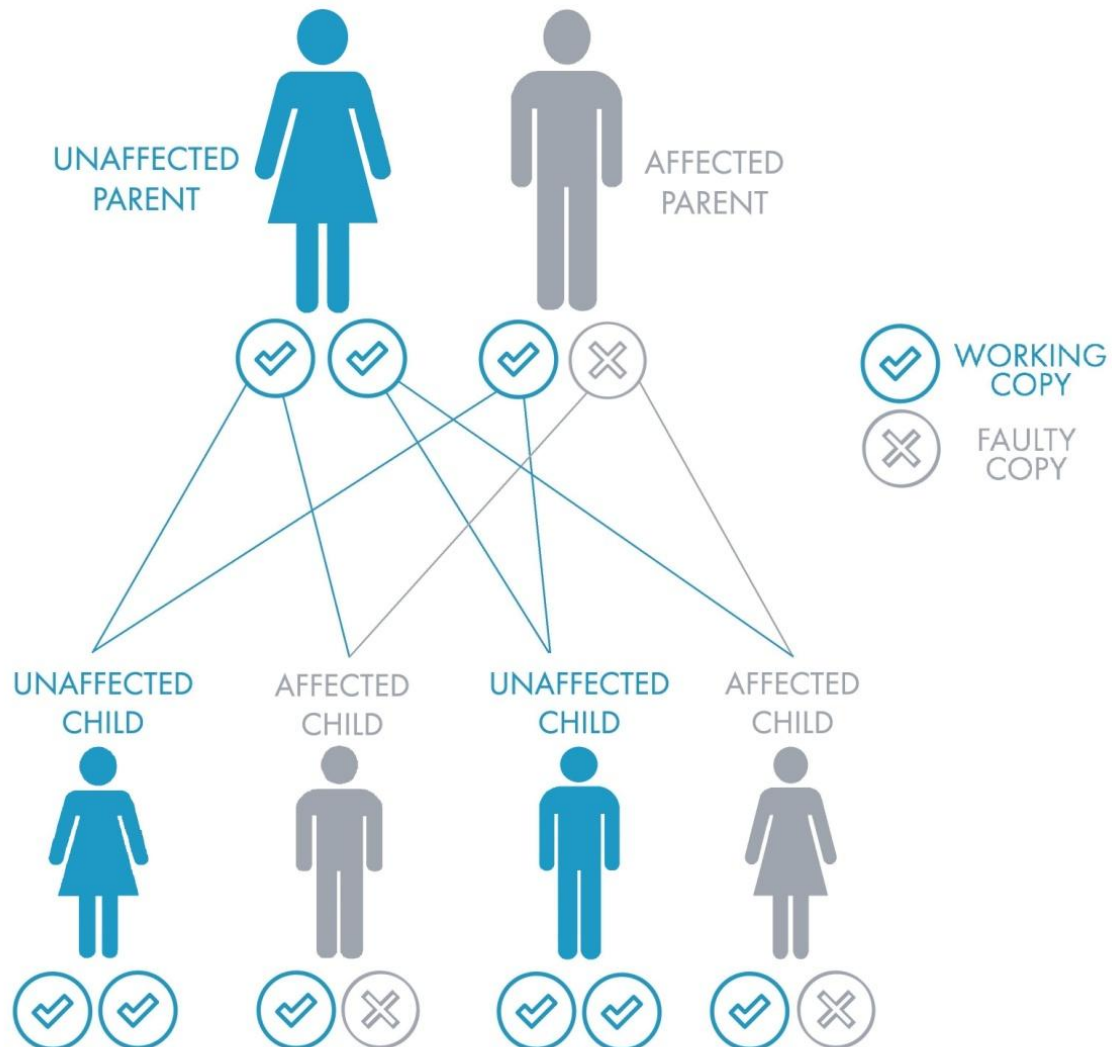 UNAFFECTED
PARENT
AFFECTED
PARENT
WORKING
COPY
FAULTY
COPY
UNAFFECTED
CHILD
AFFECTED
CHILD
UNAFFECTED
CHILD
AFFECTED
CHILD